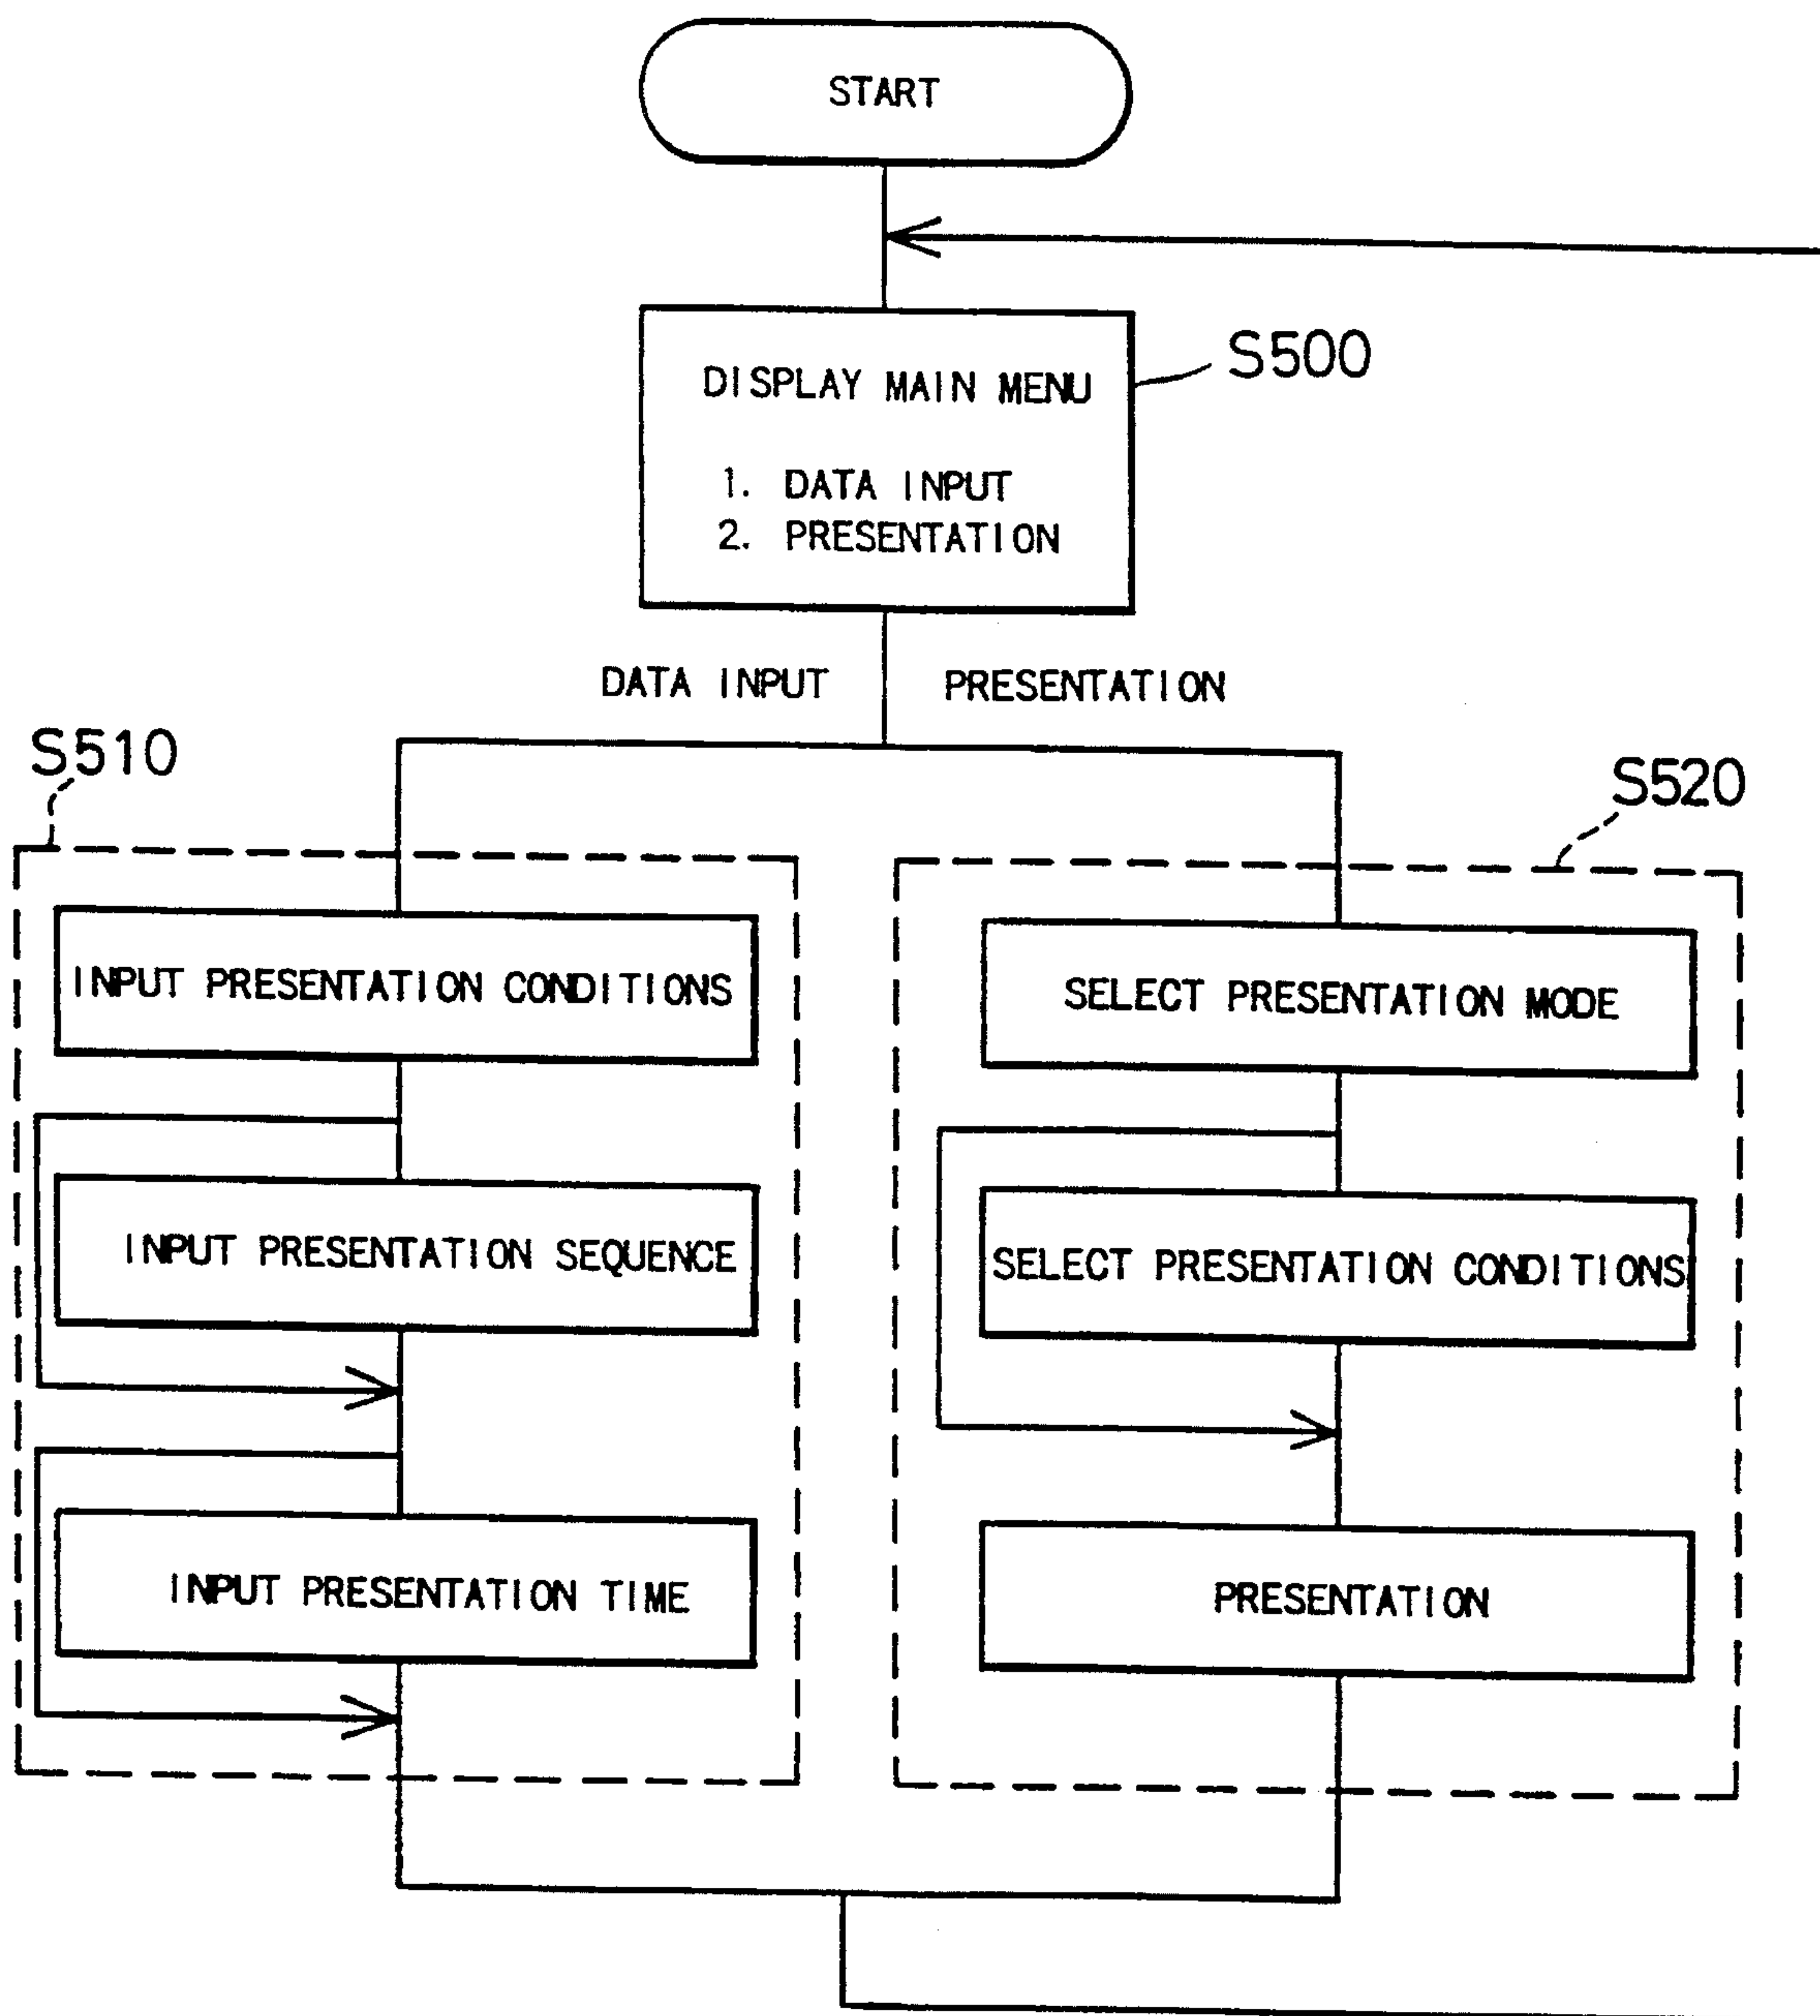 START
DISPLAY MAIN MENU
S500
1. DATA INPUT
2. PRESENTATION
DATA INPUT
PRESENTATION
S510
S520
INPUT PRESENTATION CONDITIONS
INPUT PRESENTATION SEQUENCE
INPUT PRESENTATION TIME
SELECT PRESENTATION MODE
SELECT PRESENTATION CONDITIONS
PRESENTATION